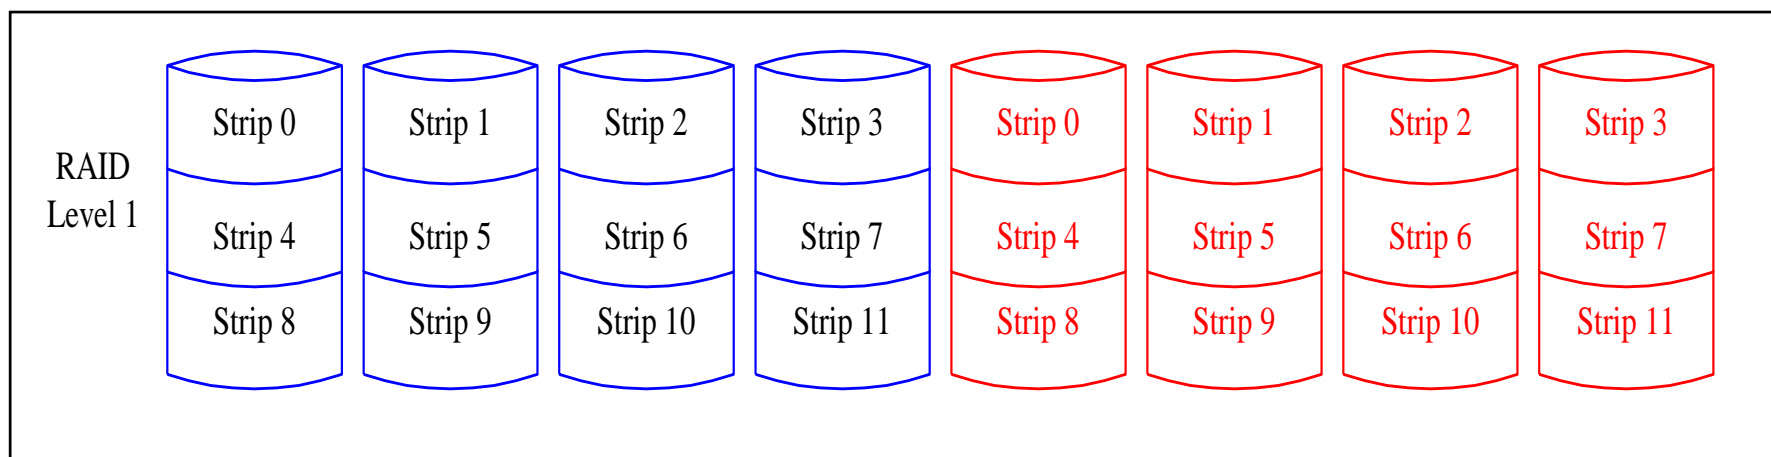 Strip 0 Strip 1 Strip 2 Strip 3 Strip 0 Strip 1 Strip 2 Strip 3
RAID
Level 1
Strip 4 Strip 5 Strip 6 Strip 7 Strip 4 Strip 5 Strip 6 Strip 7
Strip 8 Strip 9 Strip 10 Strip 11 Strip 8 Strip 9 Strip 10 Strip 11